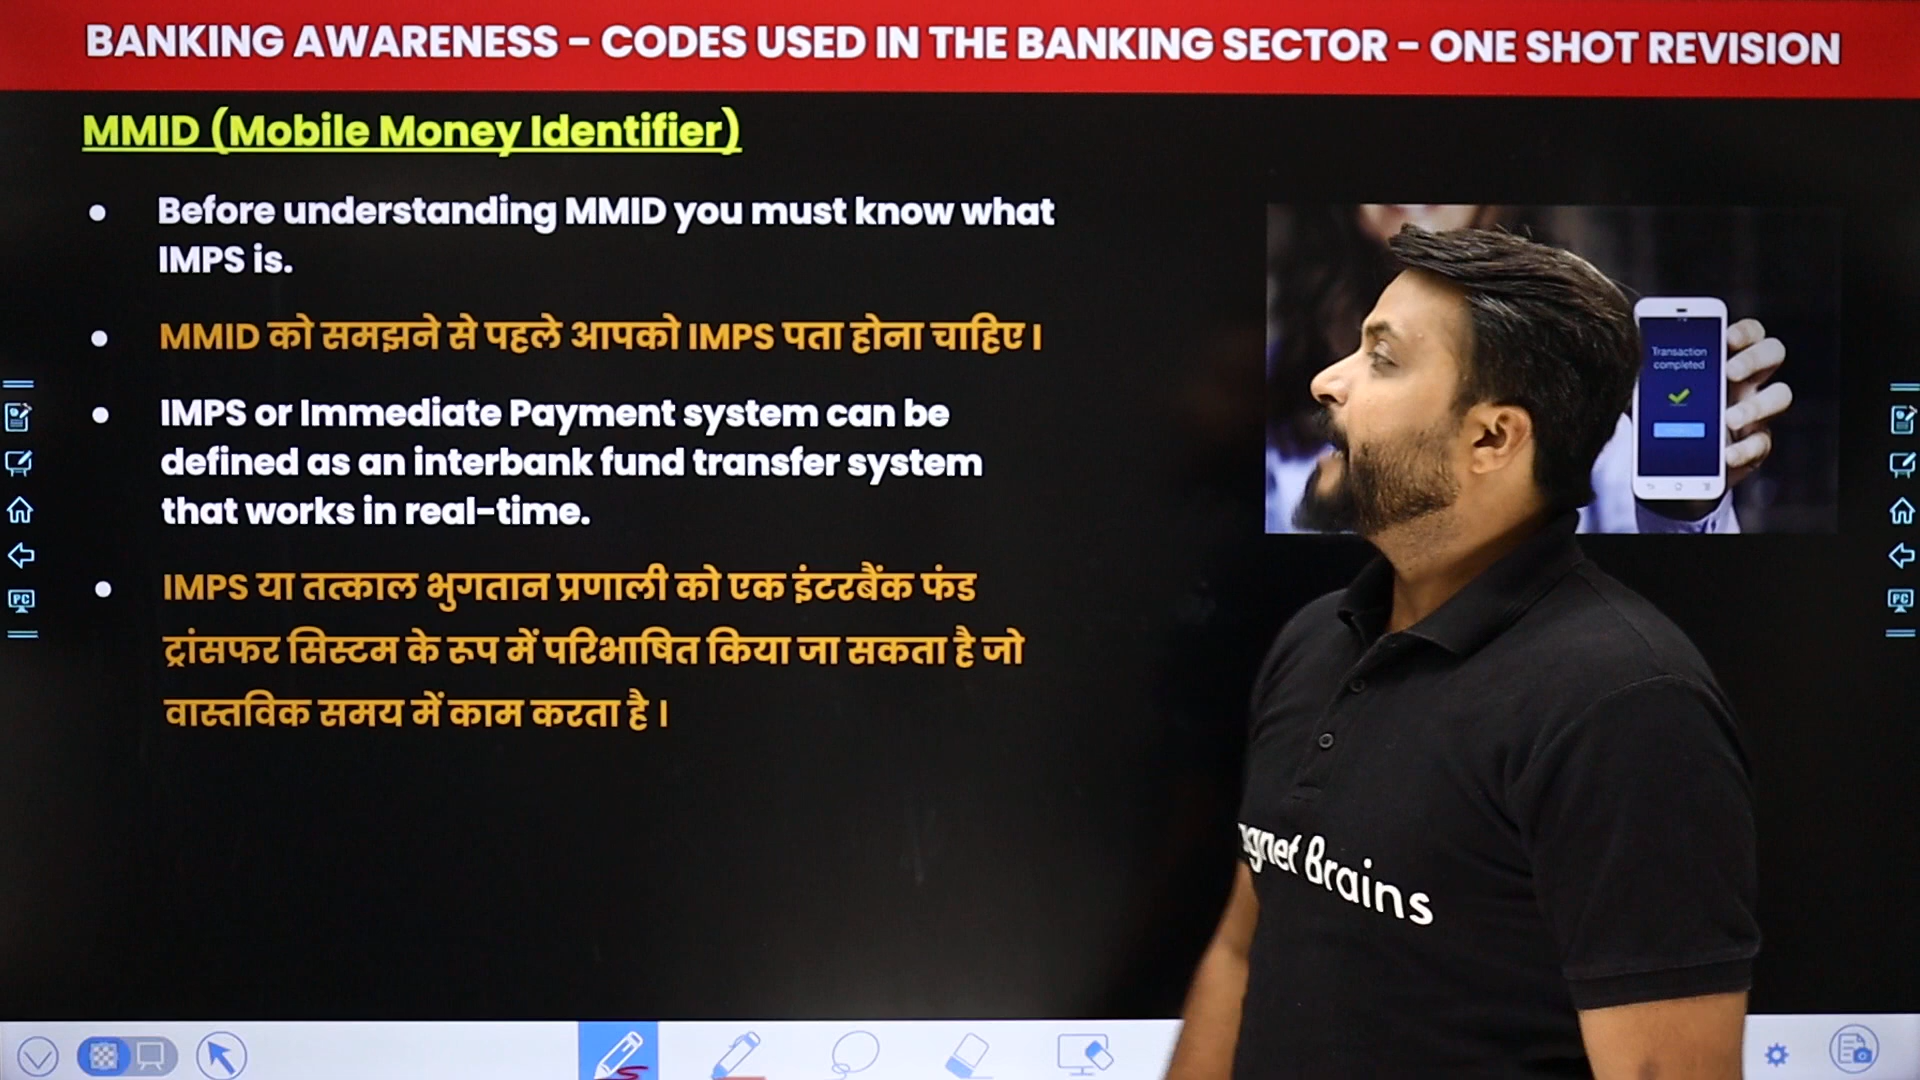 BANKING AWARENESS - CODES USED IN THE BANKING SECTOR - ONE SHOT REVISION
MMID (Mobile Money Identifier)
Before understanding MMID you must know what
IMPS is.
MMID को समझने से पहले आपको IMPS पता होना चाहिए।
IMPS or Immediate Payment system can be
defined as an interbank fund transfer system
that works in real-time.
IMPS या तत्काल भुगतान प्रणाली को एक इंटरबैंक फंड
ट्रांसफर सिस्टम के रूप में परिभाषित किया जा सकता है जो
वास्तविक समय में काम करता है।
Transaction
completed
gnet Brains
PC
PC